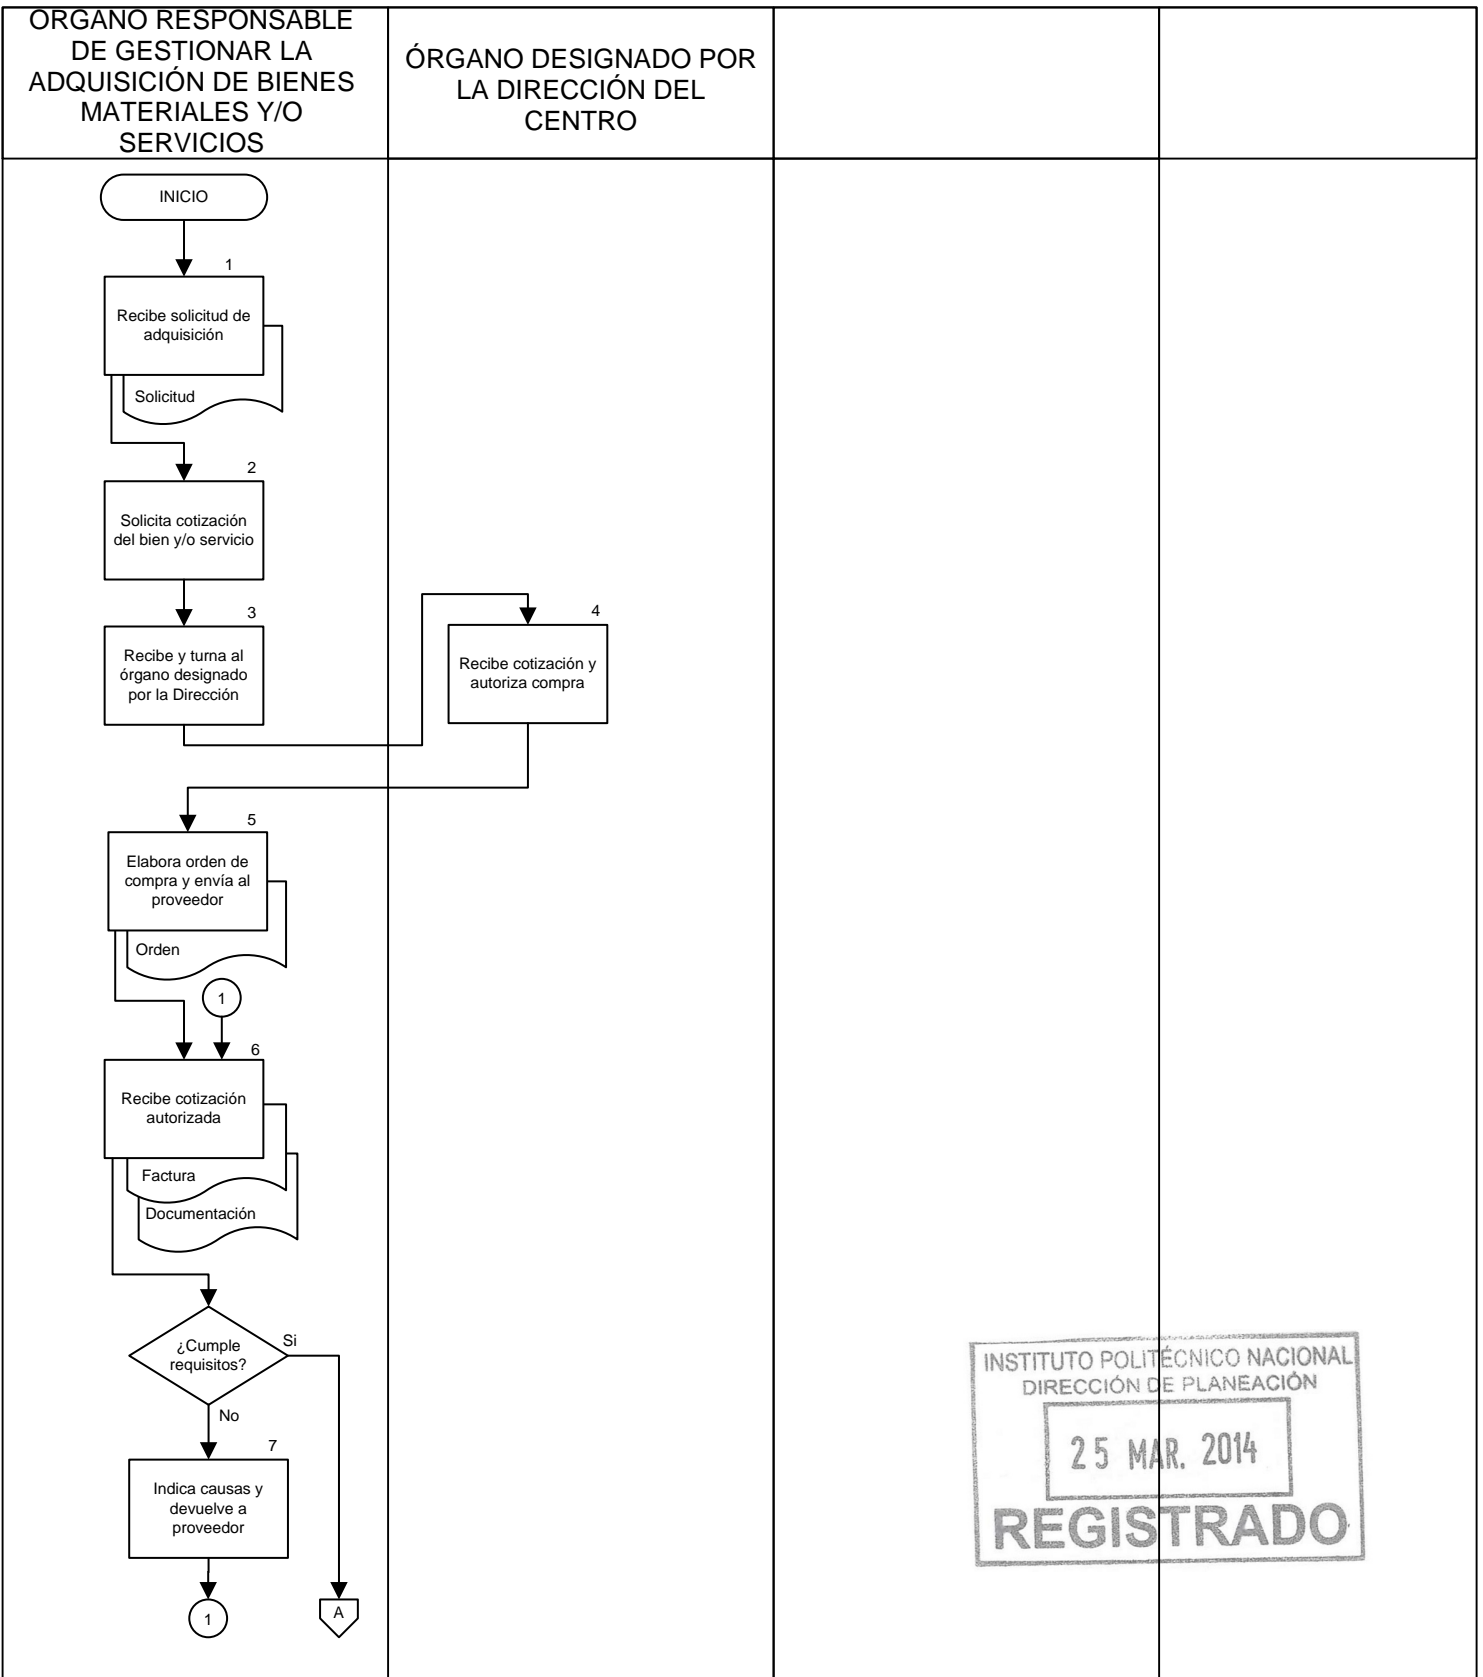 ORGANO RESPONSABLE
DE GESTIONAR LA
ADQUISICIÓN DE BIENES
MATERIALES Y/O
SERVICIOS
ÓRGANO DESIGNADO POR
LA DIRECCIÓN DEL
CENTRO
INICIO
1
Recibe solicitud de
adquisición
Solicitud
2
Solicita cotización
del bien y/o servicio
3
Recibe y turna al
órgano designado
por la Dirección
4
Recibe cotización y
autoriza compra
5
Elabora orden de
compra y envía al
proveedor
Orden
1
6
Recibe cotización
autorizada
Factura
Documentación
¿Cumple
requisitos?
Si
No
7
Indica causas y
devuelve a
proveedor
1
A
INSTITUTO POLITÉCNICO NACIONAL
DIRECCIÓN DE PLANEACIÓN
25 MAR. 2014
REGISTRADO